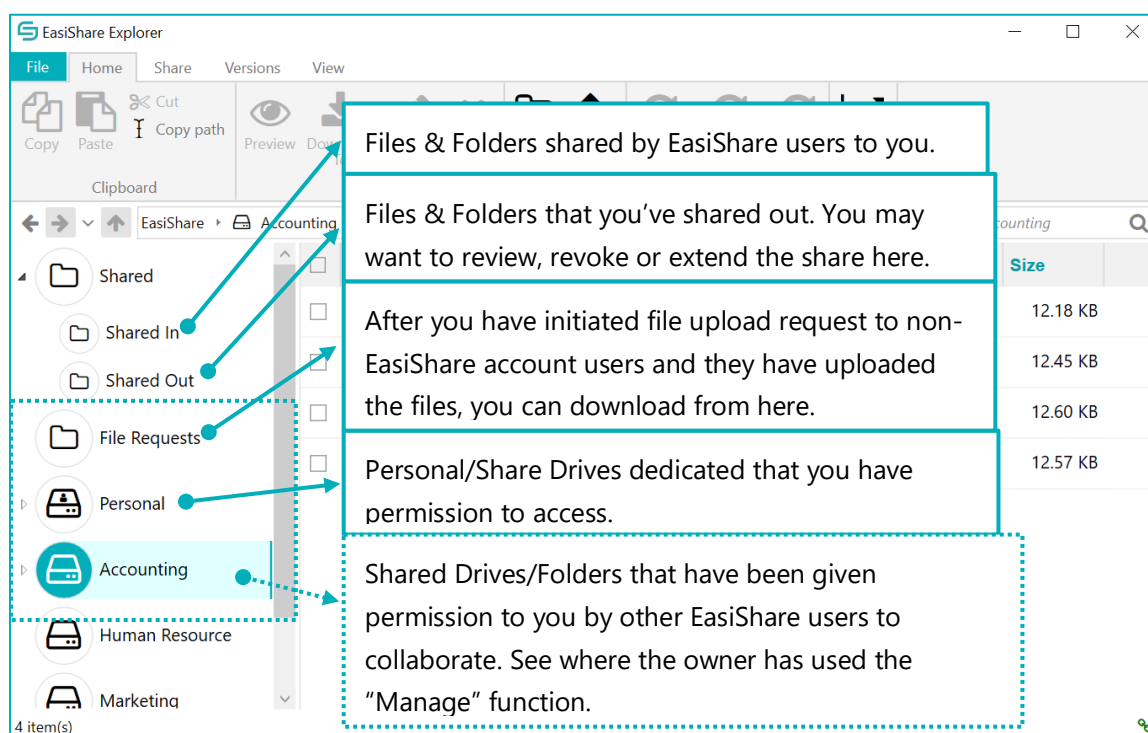 EasiShare Explorer
File Home Share Versions View
Cut
Copy path
Copy Paste Preview
Clipboard
EasiShare Accounting
Size
Shared
Shared In
Shared Out
File Requests
Personal
Accounting
Human Resource
Marketing
4 item(s)
Files & Folders shared by EasiShare users to you.
Files & Folders that you’ve shared out. You may
want to review, revoke or extend the share here.
After you have initiated file upload request to non-
EasiShare account users and they have uploaded
the files, you can download from here.
Personal/Share Drives dedicated that you have
permission to access.
Shared Drives/Folders that have been given
permission to you by other EasiShare users to
collaborate. See where the owner has used the
“Manage” function.
12.18 KB
12.45 KB
12.60 KB
12.57 KB